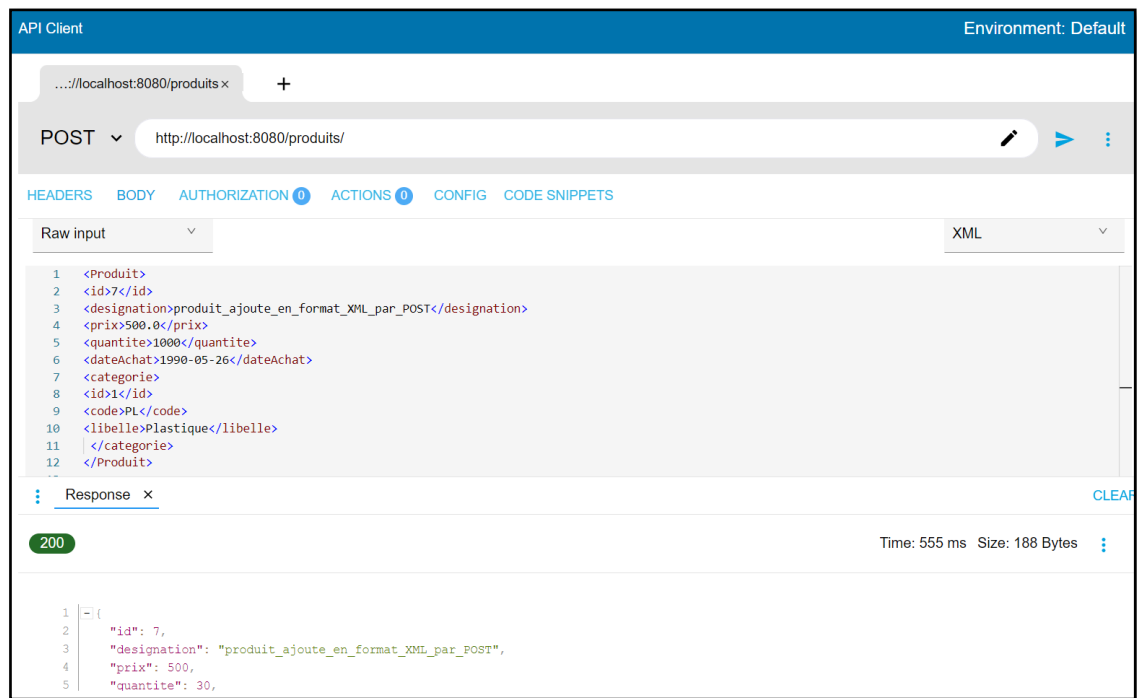 API Client Environment: Default
…://localhost:8080/produits × +
POST http://localhost:8080/produits/
HEADERS BODY AUTHORIZATION 0 ACTIONS 0 CONFIG CODE SNIPPETS
Raw input XML
1 <Produit>
2 <id>7</id>
3 <designation>produit_ajoute_en_format_XML_par_POST</designation>
4 <prix>500.0</prix>
5 <quantite>1000</quantite>
6 <dateAchat>1990-05-26</dateAchat>
7 <categorie>
8 <id>1</id>
9 <code>PL</code>
10 <libelle>Plastique</libelle>
11 </categorie>
12 </Produit>
Response × CLEAR
200 Time: 555 ms Size: 188 Bytes
1 {
2 "id": 7,
3 "designation": "produit_ajoute_en_format_XML_par_POST",
4 "prix": 500,
5 "quantite": 30,